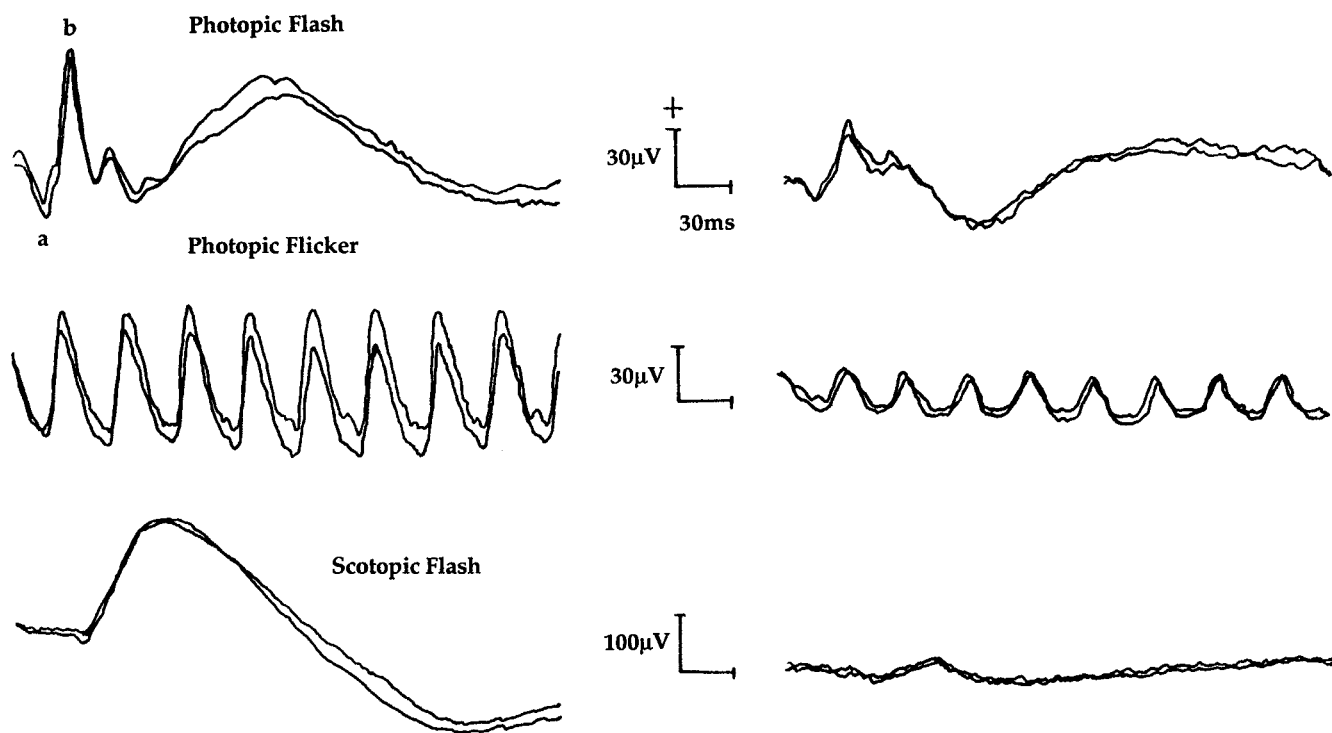 b
Photopic Flash
+
30µV
30ms
a
Photopic Flicker
30µV
Scotopic Flash
100µV